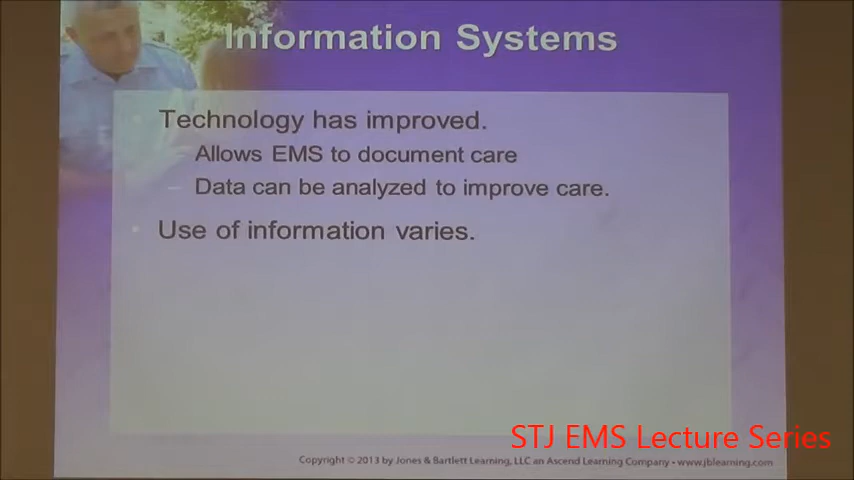 Information Systems
Technology has improved.
– Allows EMS to document care
– Data can be analyzed to improve care.
• Use of information varies.
STJ EMS Lecture Series
Copyright © 2013 by Jones & Bartlett Learning, LLC an Ascend Learning Company • www.jblearning.com